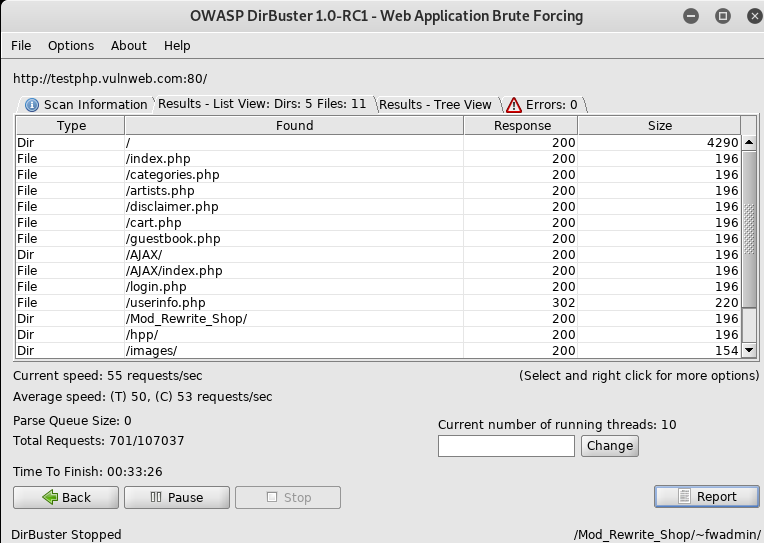 OWASP DirBuster 1.0-RC1 - Web Application Brute Forcing
File Options About Help
http://testphp.vulnweb.com:80/
Scan Information Results - List View: Dirs: 5 Files: 11 Results - Tree View Errors: 0
Type Found Response Size
Dir / 200 4290
File /index.php 200 196
File /categories.php 200 196
File /artists.php 200 196
File /disclaimer.php 200 196
File /cart.php 200 196
File /guestbook.php 200 196
Dir /AJAX/ 200 196
File /AJAX/index.php 200 196
File /login.php 200 196
File /userinfo.php 302 220
Dir /Mod_Rewrite_Shop/ 200 196
Dir /hpp/ 200 196
Dir /images/ 200 154
Current speed: 55 requests/sec (Select and right click for more options)
Average speed: (T) 50, (C) 53 requests/sec
Parse Queue Size: 0 Current number of running threads: 10
Total Requests: 701/107037 Change
Time To Finish: 00:33:26
Back Pause Stop Report
DirBuster Stopped /Mod_Rewrite_Shop/~fwadmin/